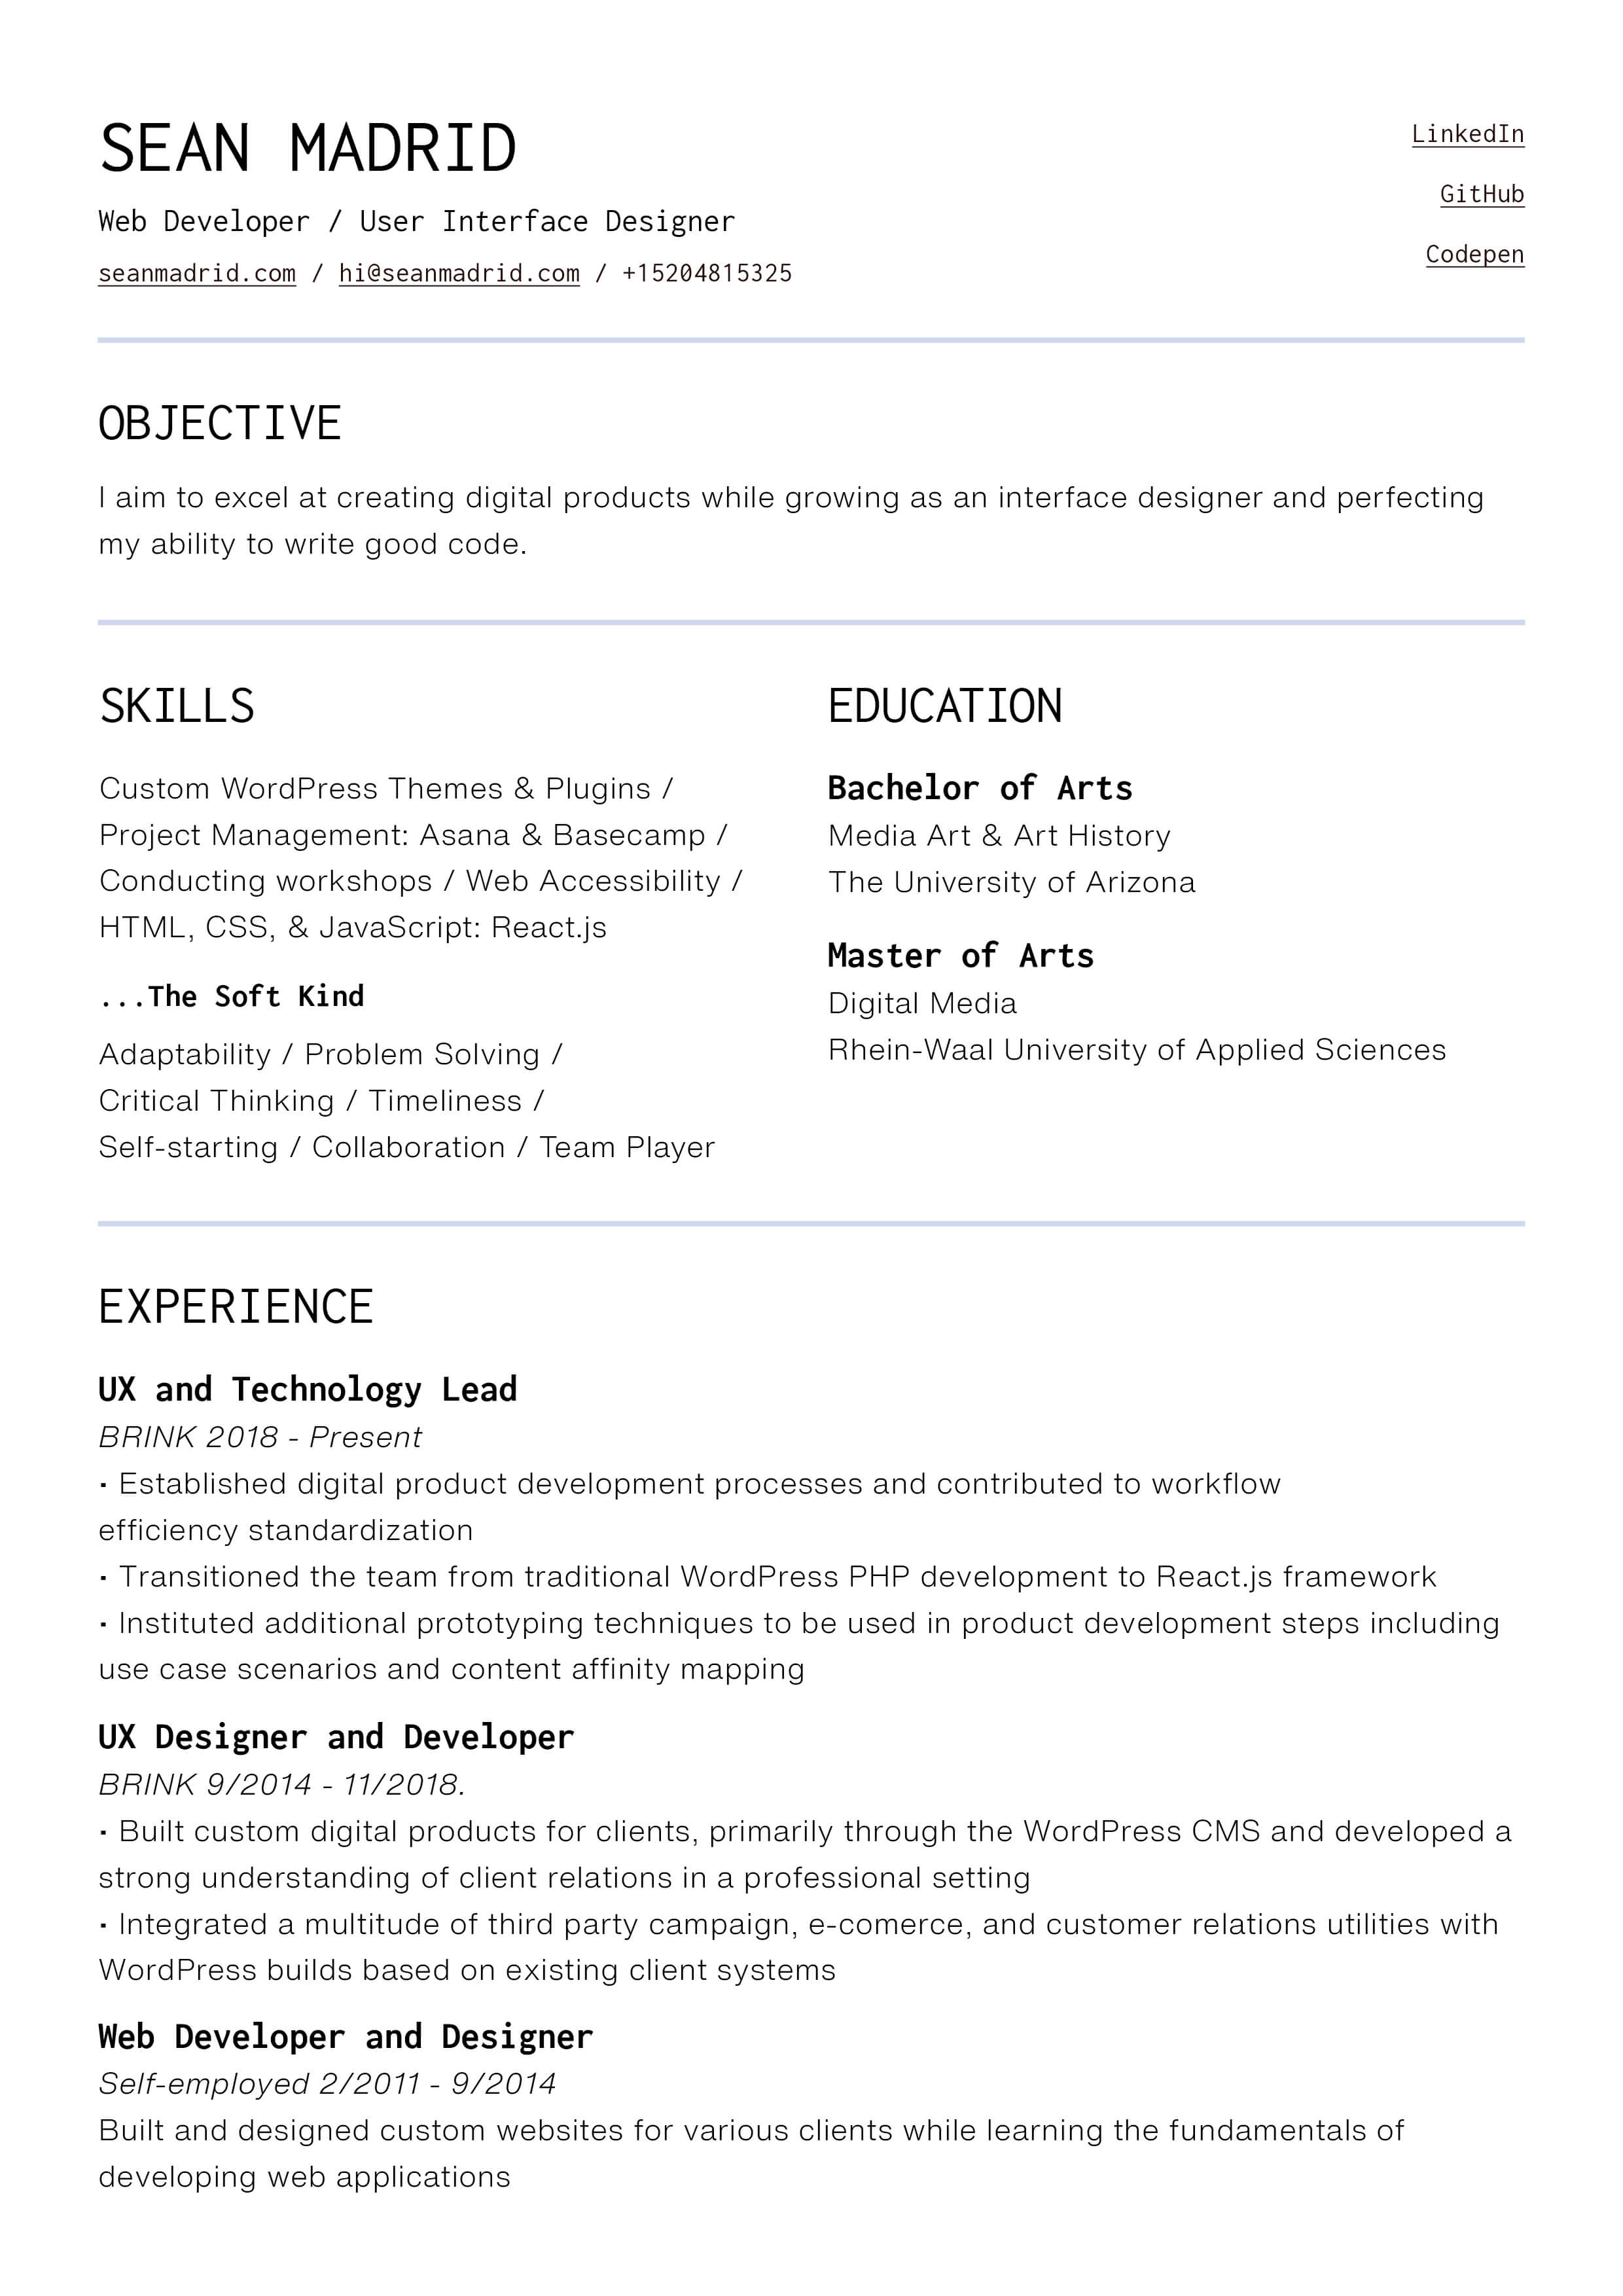 SEAN MADRID
Web Developer / User Interface Designer
seanmadrid.com / hi@seanmadrid.com / +15204815325
LinkedIn
GitHub
Codepen
OBJECTIVE
I aim to excel at creating digital products while growing as an interface designer and perfecting
my ability to write good code.
SKILLS
Custom WordPress Themes & Plugins /
Project Management: Asana & Basecamp /
Conducting workshops / Web Accessibility /
HTML, CSS, & JavaScript: React.js
...The Soft Kind
Adaptability / Problem Solving /
Critical Thinking / Timeliness /
Self-starting / Collaboration / Team Player
EDUCATION
Bachelor of Arts
Media Art & Art History
The University of Arizona
Master of Arts
Digital Media
Rhein-Waal University of Applied Sciences
EXPERIENCE
UX and Technology Lead
BRINK 2018 - Present
• Established digital product development processes and contributed to workflow
efficiency standardization
• Transitioned the team from traditional WordPress PHP development to React.js framework
• Instituted additional prototyping techniques to be used in product development steps including
use case scenarios and content affinity mapping
UX Designer and Developer
BRINK 9/2014 - 11/2018.
• Built custom digital products for clients, primarily through the WordPress CMS and developed a
strong understanding of client relations in a professional setting
• Integrated a multitude of third party campaign, e-comerce, and customer relations utilities with
WordPress builds based on existing client systems
Web Developer and Designer
Self-employed 2/2011 - 9/2014
Built and designed custom websites for various clients while learning the fundamentals of
developing web applications